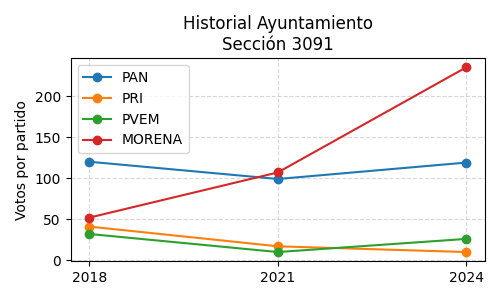 Historial Ayuntamiento
Sección 3091
PAN
PRI
PVEM
MORENA
Votos por partido
200
150
100
50
0
2018
2021
2024